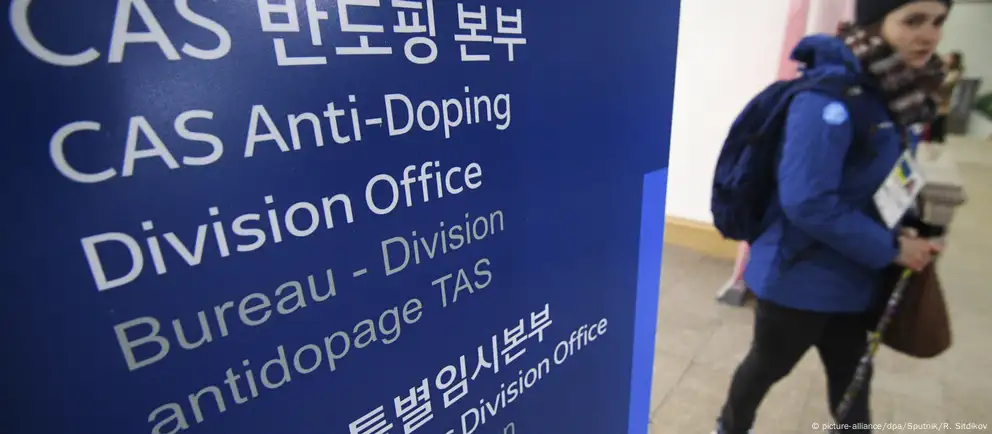 CAS 반도핑 본부
CAS Anti-Doping
Division Office
Bureau - Division
antidopage TAS
특별임시본부
Division Office
© picture-alliance/dpa/Sputnik/R. Sitdikov